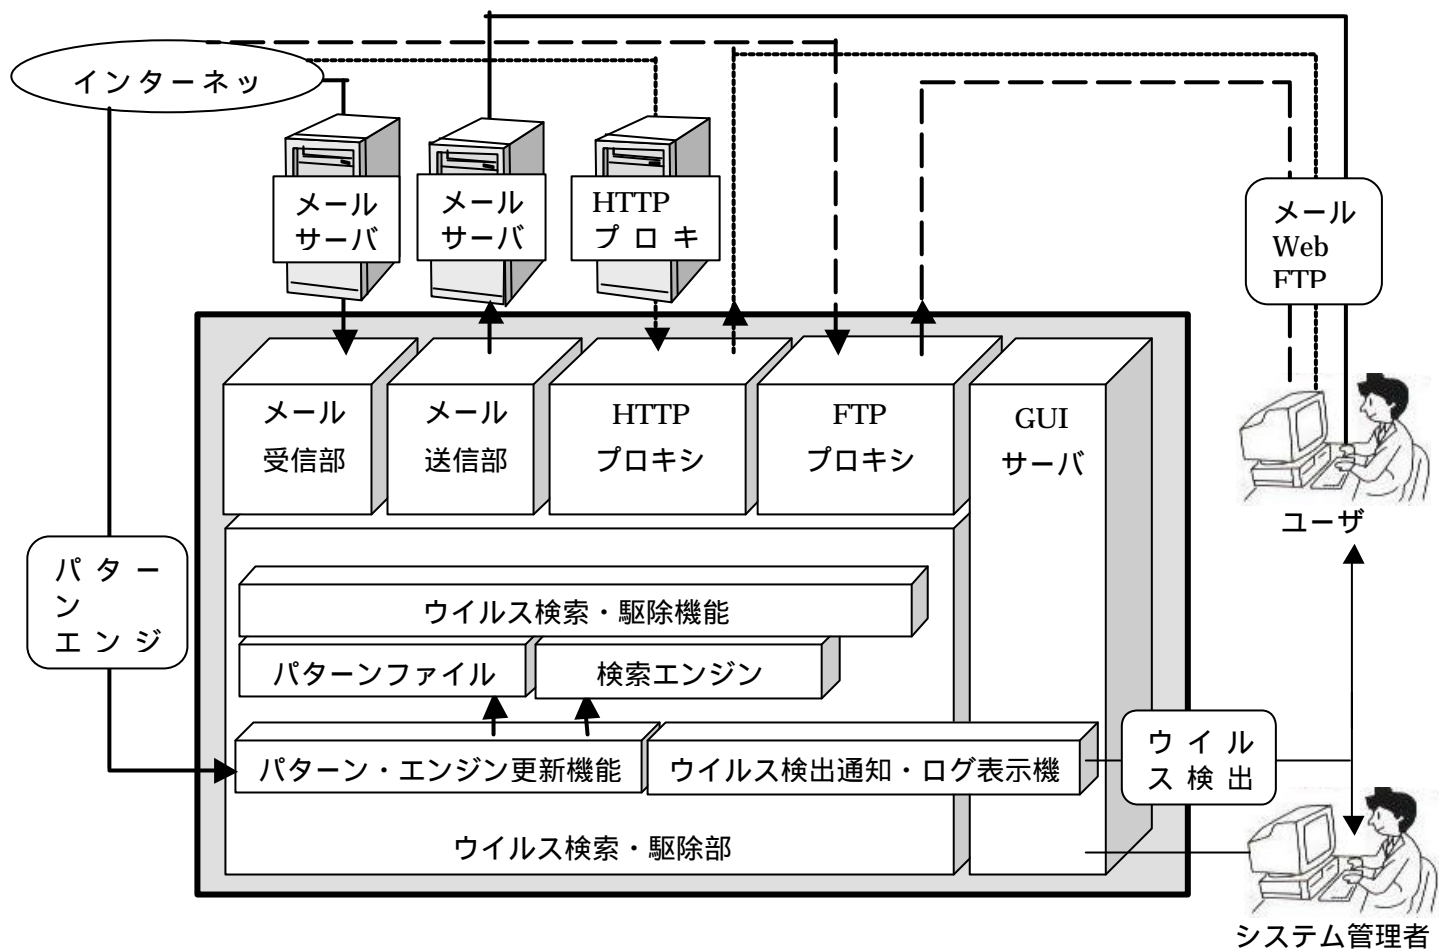 インターネッ
メール
サーバ
メール
サーバ
HTTP
プロキ
メール
Web
FTP
メール
受信部
メール
送信部
HTTP
プロキシ
FTP
プロキシ
GUI
サーバ
ユーザ
パター
ン
エンジ
ウイルス検索・駆除機能
パターンファイル
検索エンジン
パターン・エンジン更新機能
ウイルス検出通知・ログ表示機
ウイル
ス検出
ウイルス検索・駆除部
システム管理者